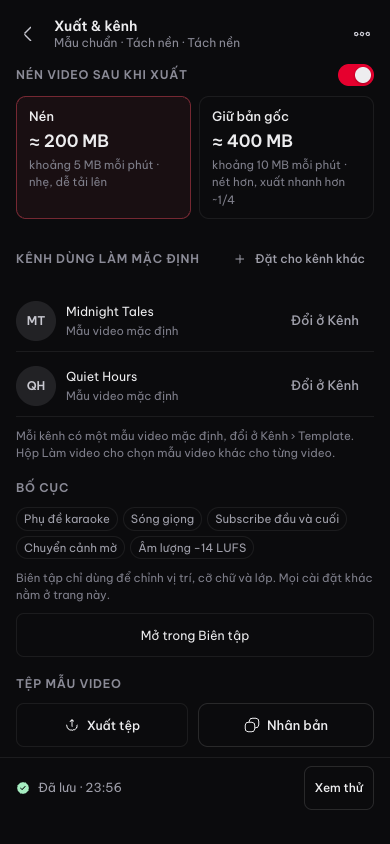 Xuất & kênh
Mẫu chuẩn · Tách nền · Tách nền
NÉN VIDEO SAU KHI XUẤT
Nén
≈ 200 MB
khoảng 5 MB mỗi phút ·
nhẹ, dễ tải lên
Giữ bản gốc
≈ 400 MB
khoảng 10 MB mỗi phút ·
nét hơn, xuất nhanh hơn
~1/4
KÊNH DÙNG LÀM MẶC ĐỊNH
Đặt cho kênh khác
MT
Midnight Tales
Mẫu video mặc định
Đổi ở Kênh
QH
Quiet Hours
Mẫu video mặc định
Đổi ở Kênh
Mỗi kênh có một mẫu video mặc định, đổi ở Kênh › Template.
Hộp Làm video cho chọn mẫu video khác cho từng video.
BỐ CỤC
Phụ đề karaoke
Sóng giọng
Subscribe đầu và cuối
Chuyển cảnh mờ
Âm lượng -14 LUFS
Biên tập chỉ dùng để chỉnh vị trí, cỡ chữ và lớp. Mọi cài đặt khác
nằm ở trang này.
Mở trong Biên tập
TỆP MẪU VIDEO
Xuất tệp
Nhân bản
Đã lưu · 23:56
Xem thử